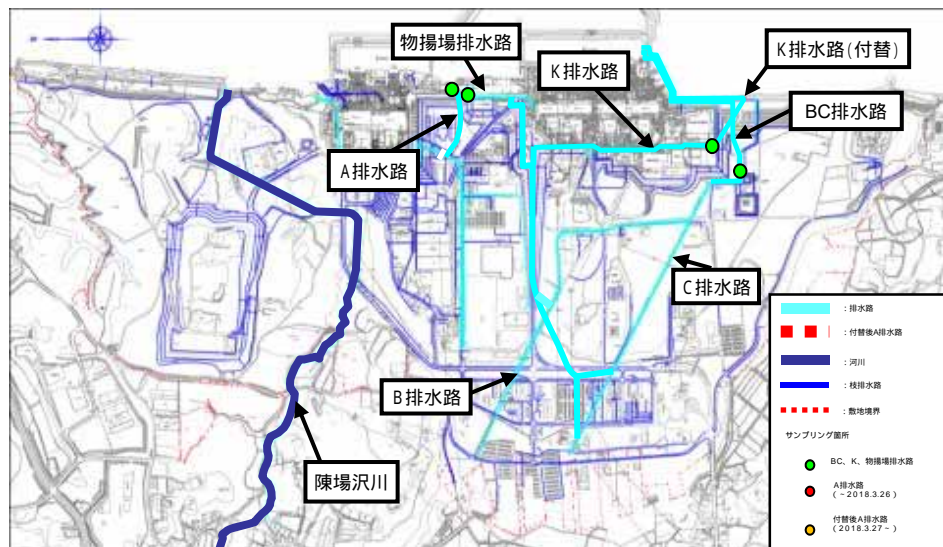 物揚場排水路
K排水路
K排水路(付替)
BC排水路
A排水路
C排水路
B排水路
陳場沢川
：排水路
：付替後A排水路
：河川
：枝排水路
：敷地境界
サンプリング箇所
BC、K、物揚場排水路
A排水路
(～2018.3.26)
付替後A排水路
(2018.3.27～)